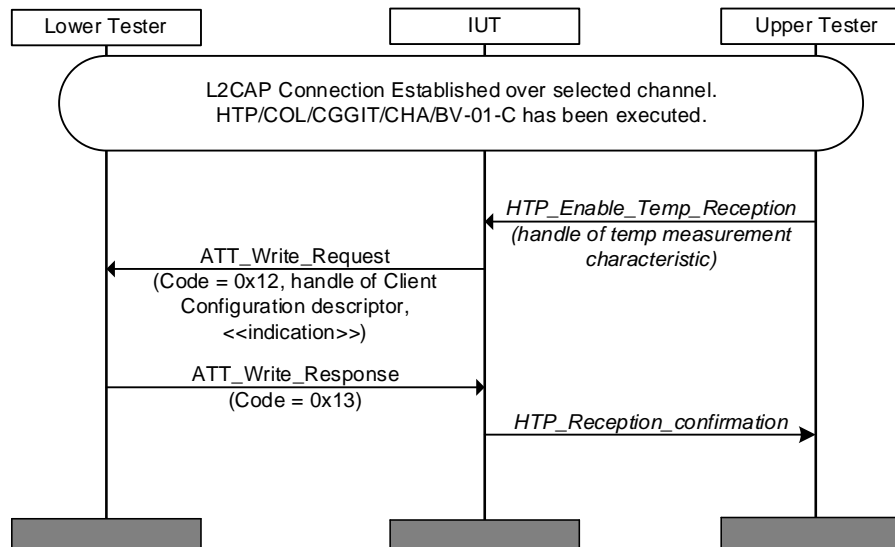 Lower Tester
IUT
Upper Tester
L2CAP Connection Established over selected channel.
HTP/COL/CGGIT/CHA/BV-01-C has been executed.
HTP_Enable_Temp_Reception
(handle of temp measurement
characteristic)
ATT_Write_Request
(Code = 0x12, handle of Client
Configuration descriptor,
<<indication>>)
ATT_Write_Response
(Code = 0x13)
HTP_Reception_confirmation